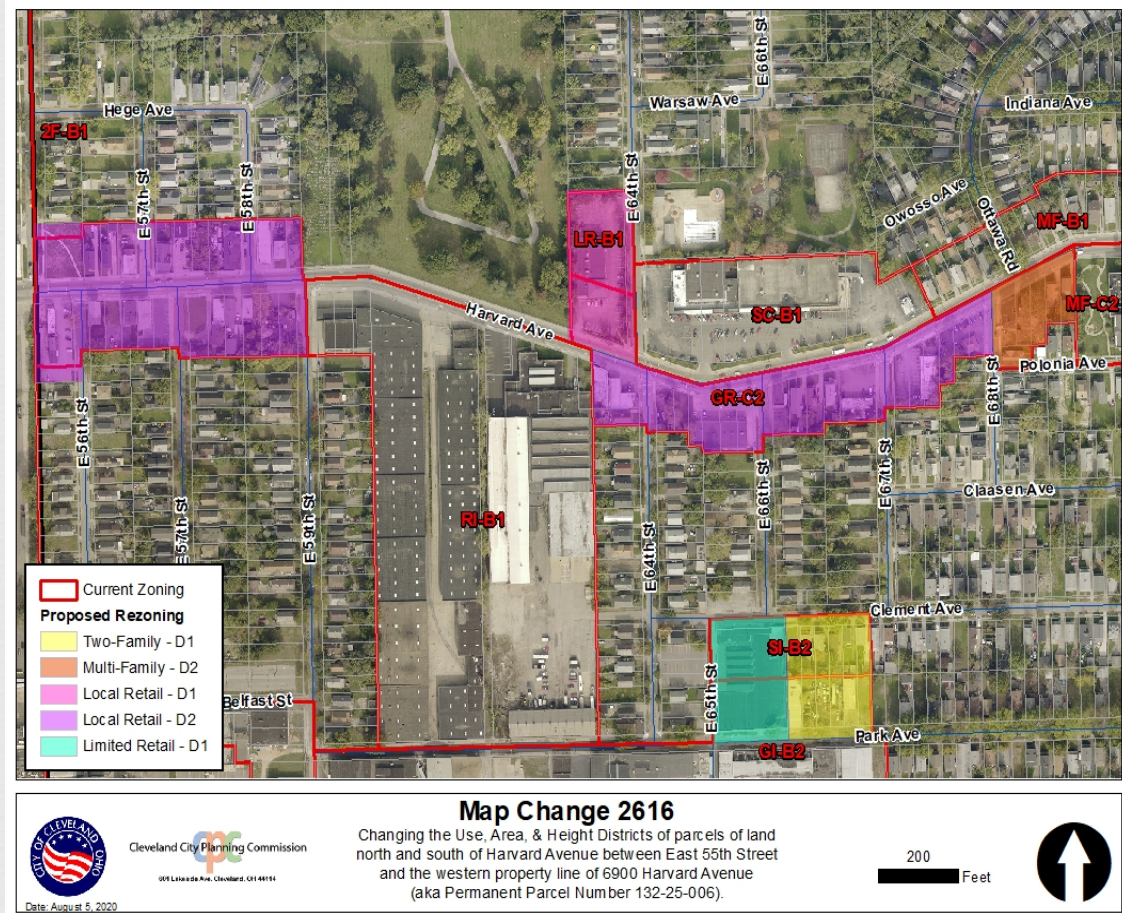 Warsaw Ave
E 66th St
Indiana Ave
Hege Ave
2F-B1
E 57th St
E 58th St
E 64th St
Owosso Ave
Ottawa Rd
MF-B1
LR-B1
Harvard Ave
SC-B1
MF-C2
Polonia Ave
GR-C2
E 68th St
E 56th St
E 57th St
E 59th St
RI-B1
E 64th St
E 66th St
E 67th St
Claasen Ave
Clement Ave
SI-B2
E 65th St
Belfast St
Park Ave
GI-B2
Current Zoning
Proposed Rezoning
Two-Family - D1
Multi-Family - D2
Local Retail - D1
Local Retail - D2
Limited Retail - D1
CITY OF CLEVELAND
OHIO
Date: August 5, 2020
cpc
Cleveland City Planning Commission
601 Lakeside Ave, Cleveland, OH 44114
Map Change 2616
Changing the Use, Area, & Height Districts of parcels of land
north and south of Harvard Avenue between East 55th Street
and the western property line of 6900 Harvard Avenue
(aka Permanent Parcel Number 132-25-006).
200
Feet